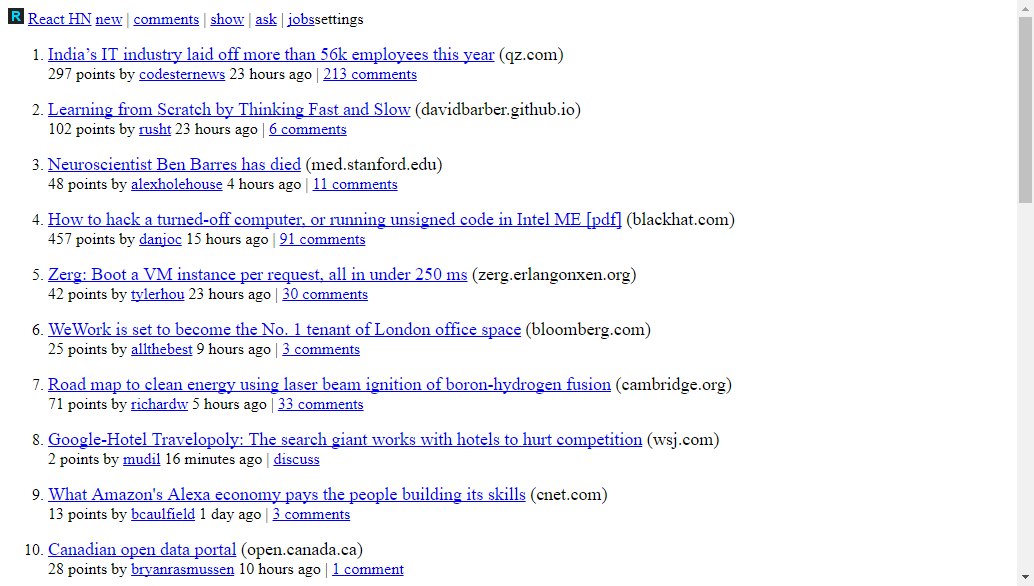 R React HN new | comments | show | ask | jobssettings
1. India’s IT industry laid off more than 56k employees this year (qz.com)
297 points by codesternews 23 hours ago | 213 comments
2. Learning from Scratch by Thinking Fast and Slow (davidbarber.github.io)
102 points by rusht 23 hours ago | 6 comments
3. Neuroscientist Ben Barres has died (med.stanford.edu)
48 points by alexholehouse 4 hours ago | 11 comments
4. How to hack a turned-off computer, or running unsigned code in Intel ME [pdf] (blackhat.com)
457 points by danjoc 15 hours ago | 91 comments
5. Zerg: Boot a VM instance per request, all in under 250 ms (zerg.erlangonxen.org)
42 points by tylerhou 23 hours ago | 30 comments
6. WeWork is set to become the No. 1 tenant of London office space (bloomberg.com)
25 points by allthebest 9 hours ago | 3 comments
7. Road map to clean energy using laser beam ignition of boron-hydrogen fusion (cambridge.org)
71 points by richardw 5 hours ago | 33 comments
8. Google-Hotel Travelopoly: The search giant works with hotels to hurt competition (wsj.com)
2 points by mudil 16 minutes ago | discuss
9. What Amazon's Alexa economy pays the people building its skills (cnet.com)
13 points by bcaulfield 1 day ago | 3 comments
10. Canadian open data portal (open.canada.ca)
28 points by bryanrasmussen 10 hours ago | 1 comment